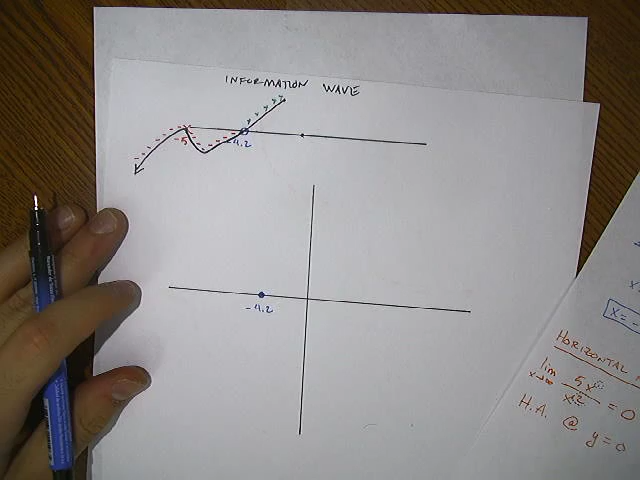 INFORMATION WAVE
-5
-4.2
-4.2
X= -
HORIZONTAL
lim 5x
x→∞ x² = 0
H.A. @ y=0